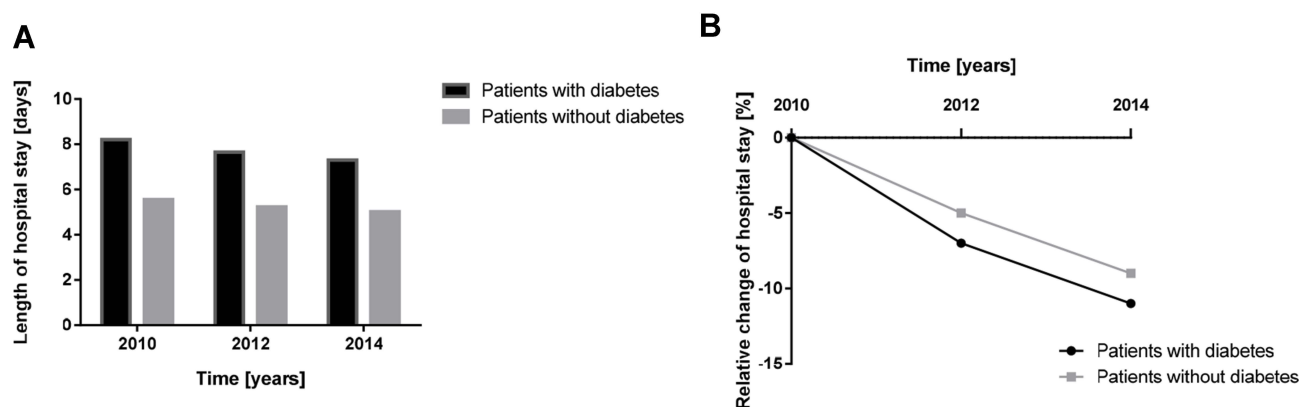 A
Length of hospital stay [days]
10
8
6
4
2
0
2010 2012 2014
Time [years]
Patients with diabetes
Patients without diabetes
B
Time [years]
2010 2012 2014
Relative change of hospital stay [%]
0
-5
-10
-15
Patients with diabetes
Patients without diabetes